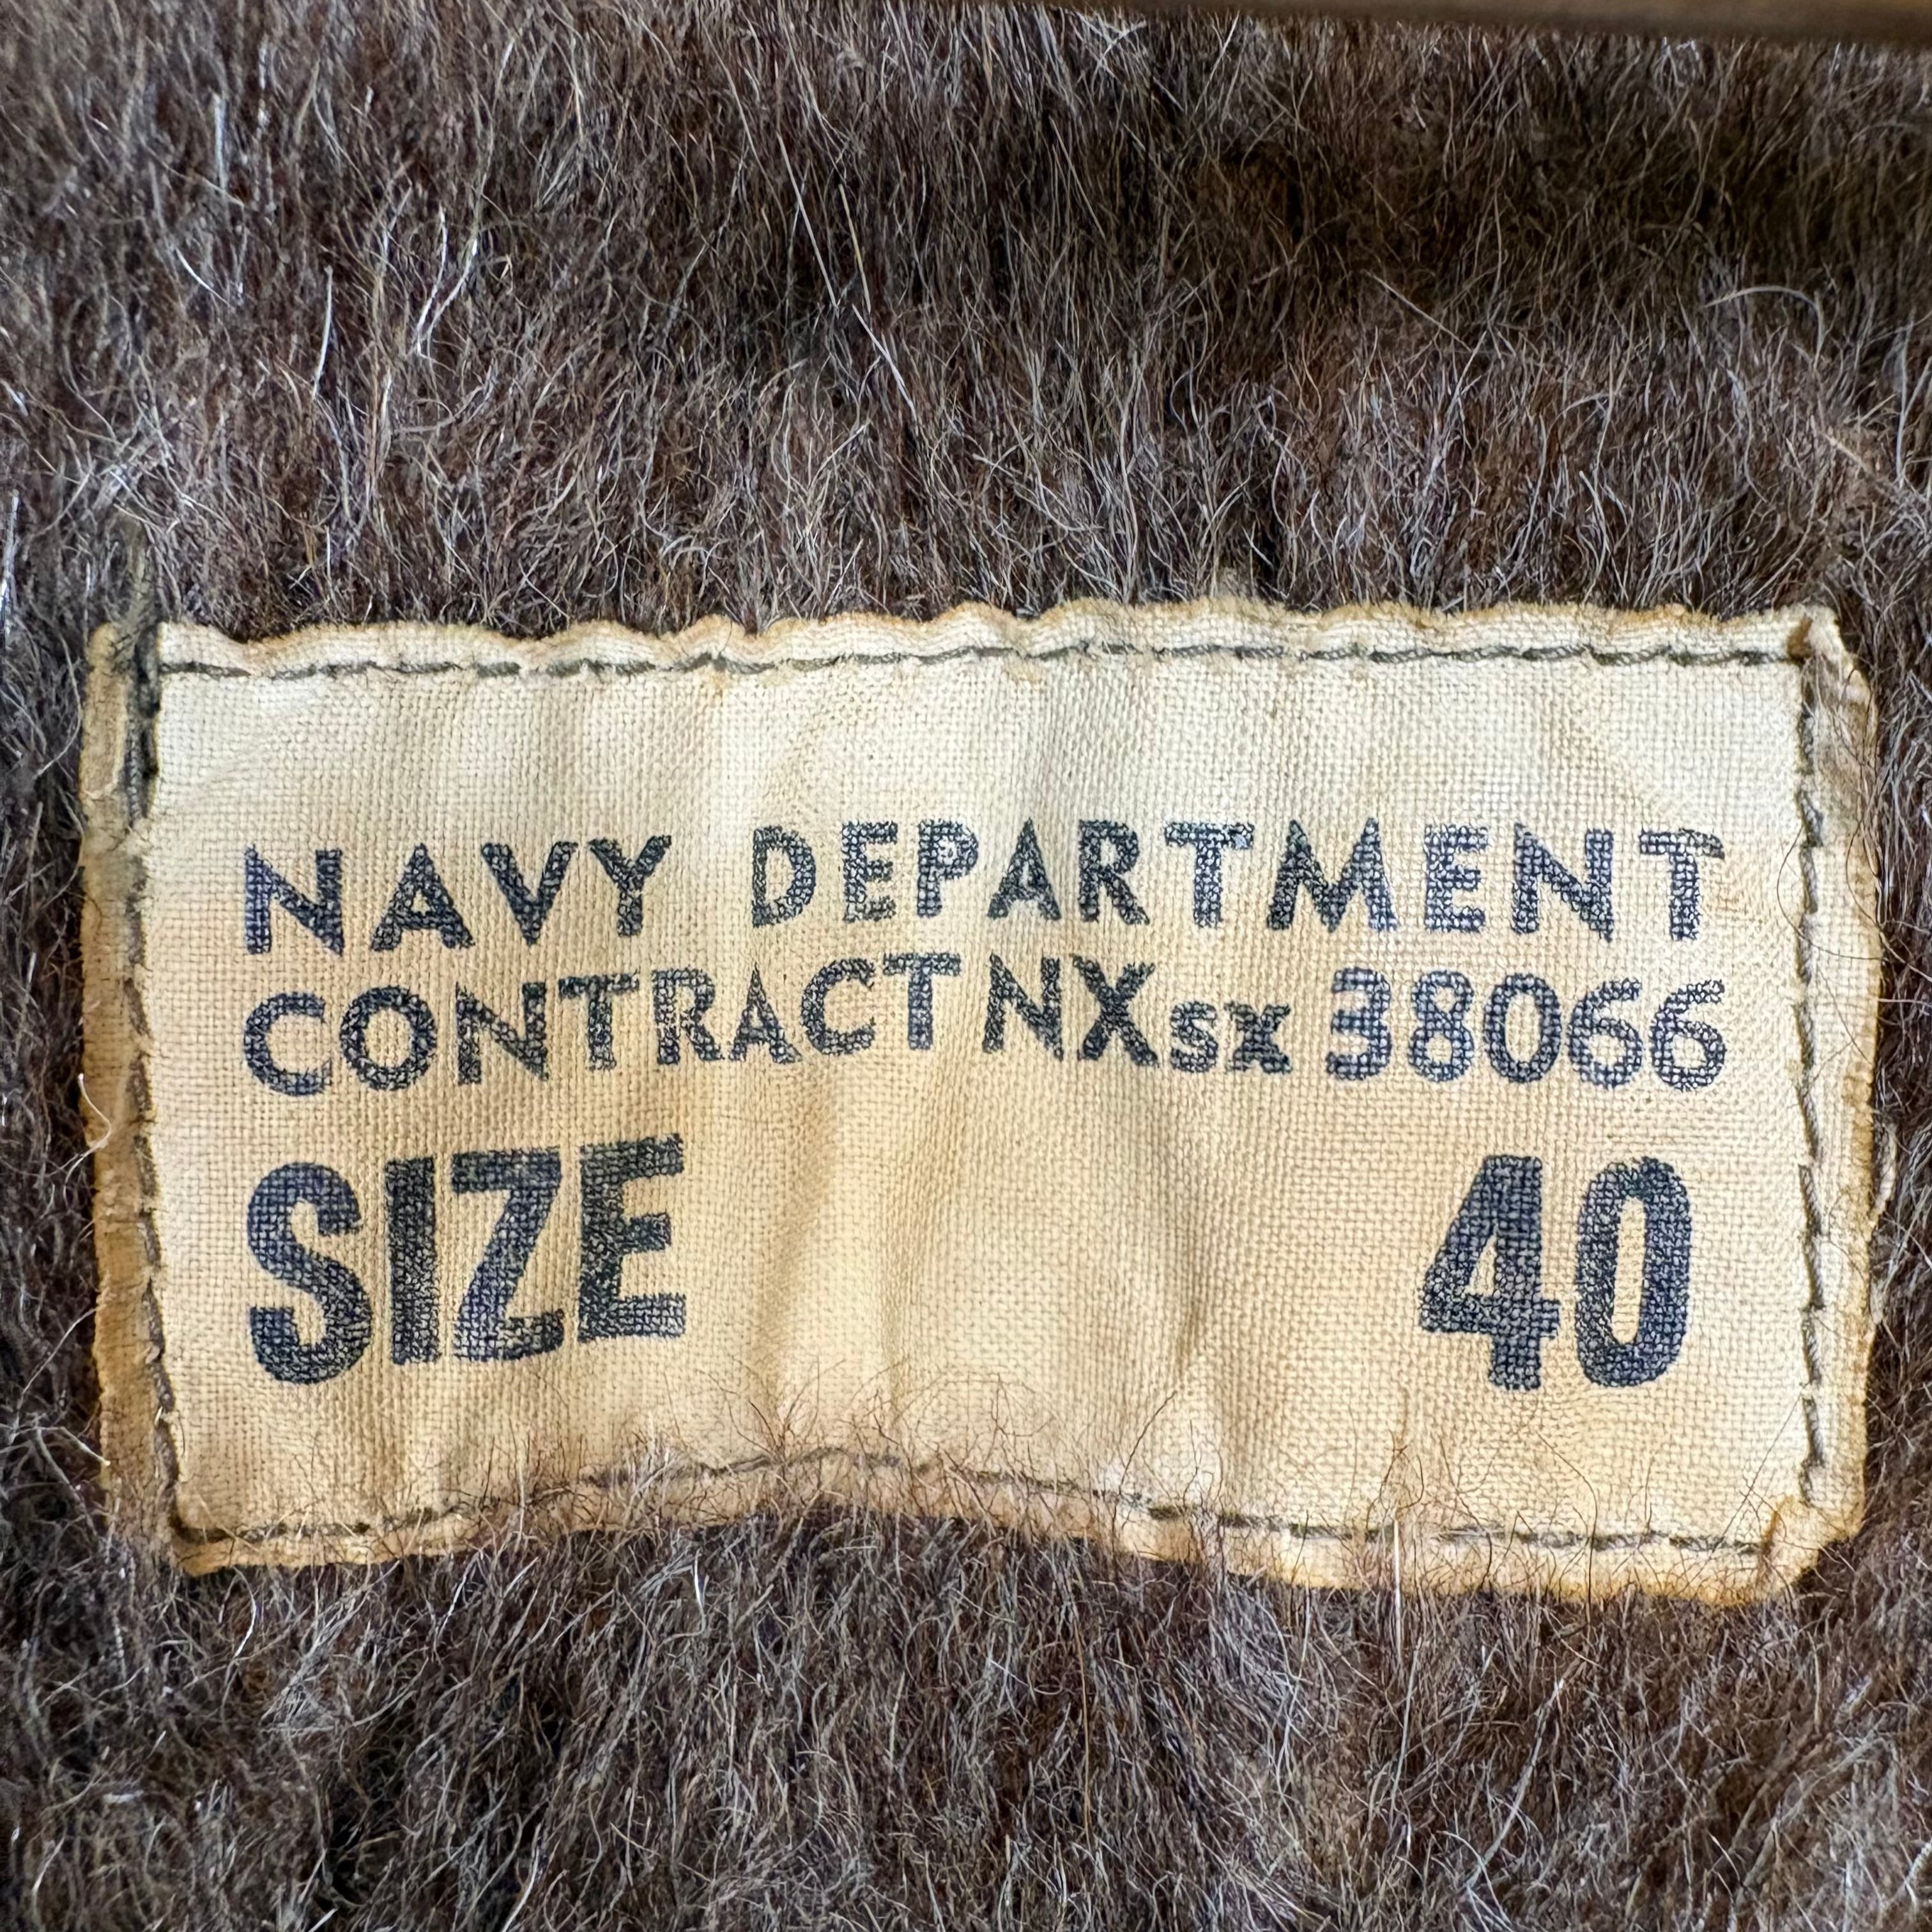 NAVY DEPARTMENT
CONTRACT NXsx 38066
SIZE 40